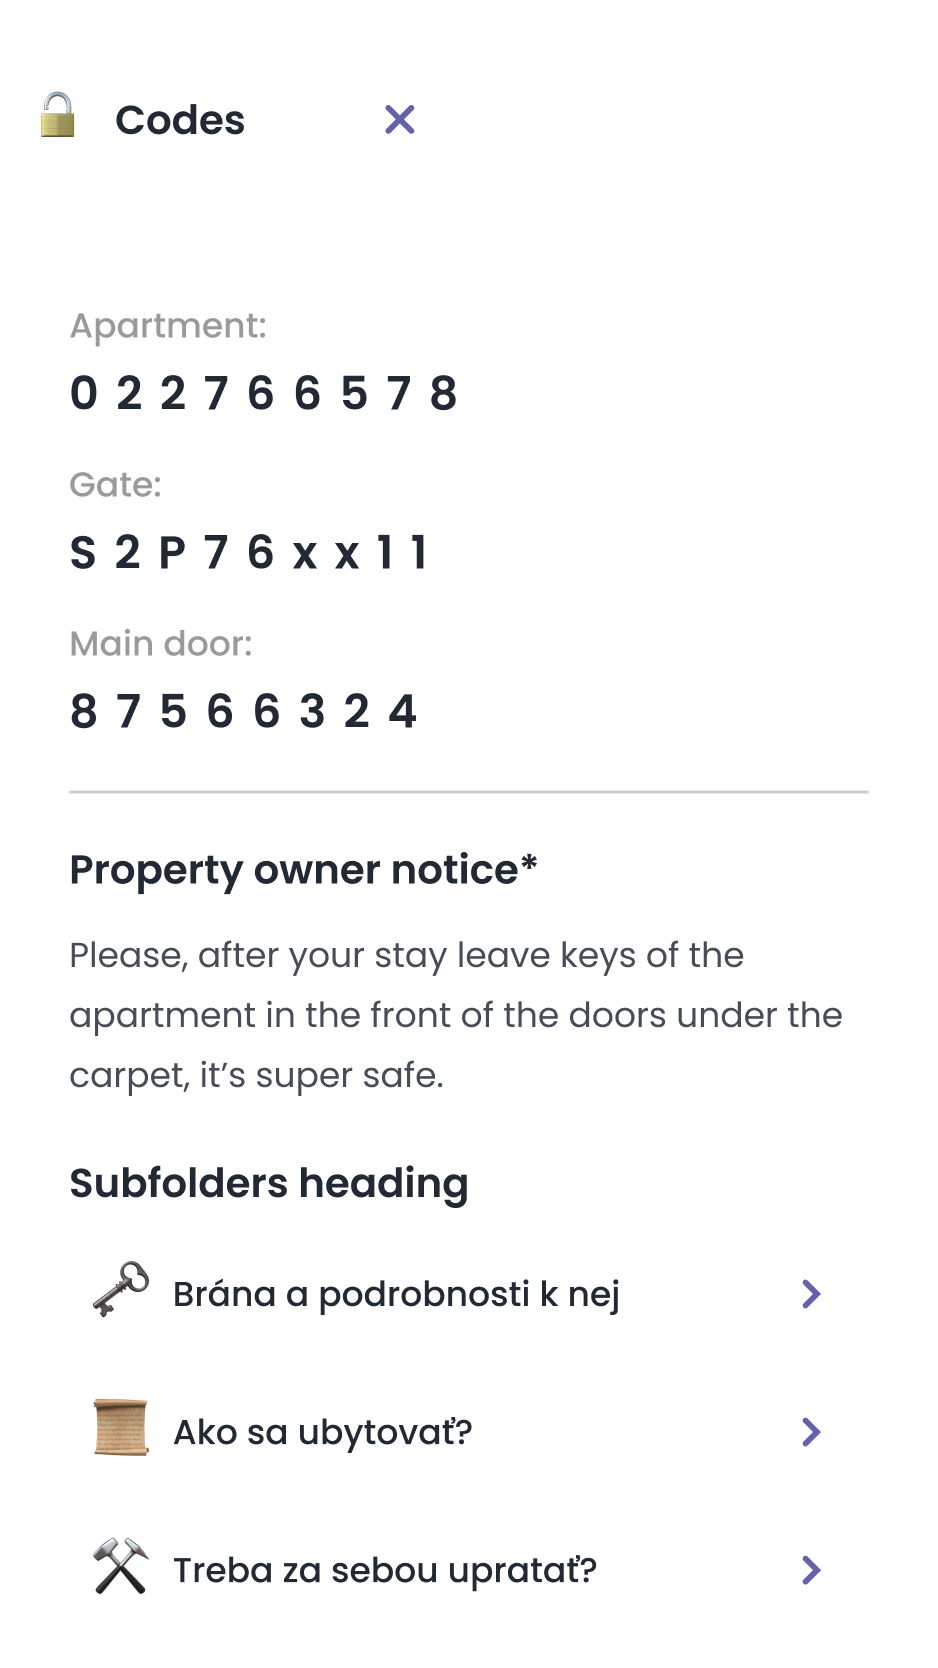 Codes
Apartment:
0 2 2 7 6 6 5 7 8
Gate:
S 2 P 7 6 x x 1 1
Main door:
8 7 5 6 6 3 2 4
Property owner notice*
Please, after your stay leave keys of the
apartment in the front of the doors under the
carpet, it’s super safe.
Subfolders heading
Brána a podrobnosti k nej
Ako sa ubytovať?
Treba za sebou upratať?